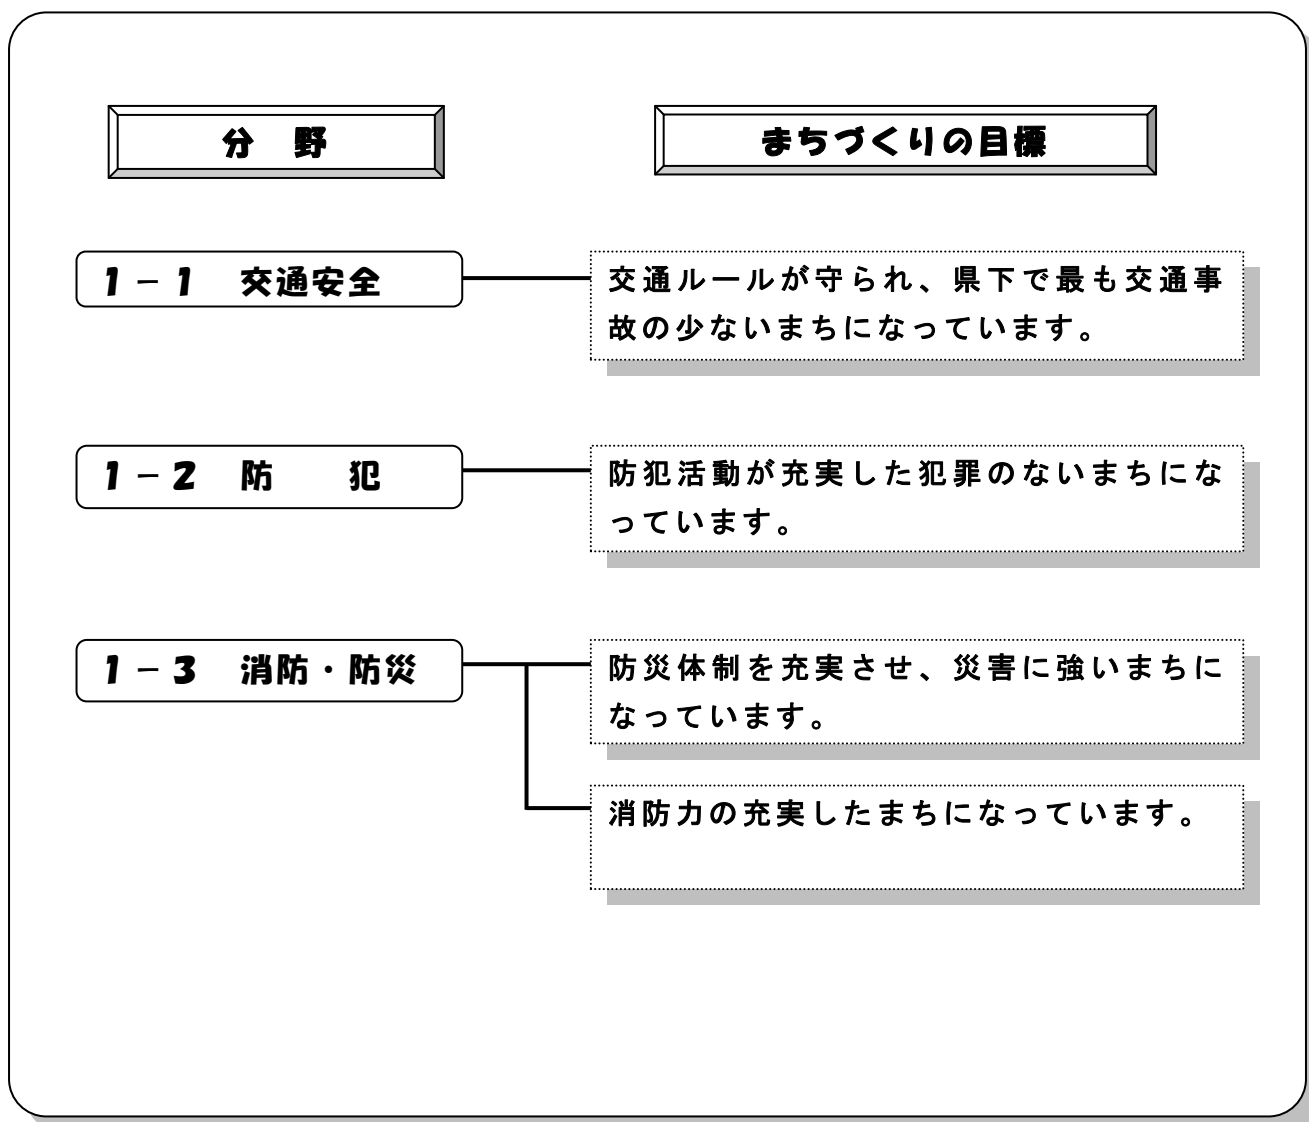 分　野
まちづくりの目標
1－1　交通安全
交通ルールが守られ、県下で最も交通事
故の少ないまちになっています。
1－2　防　　犯
防犯活動が充実した犯罪のないまちにな
っています。
1－3　消防・防災
防災体制を充実させ、災害に強いまちに
なっています。
消防力の充実したまちになっています。